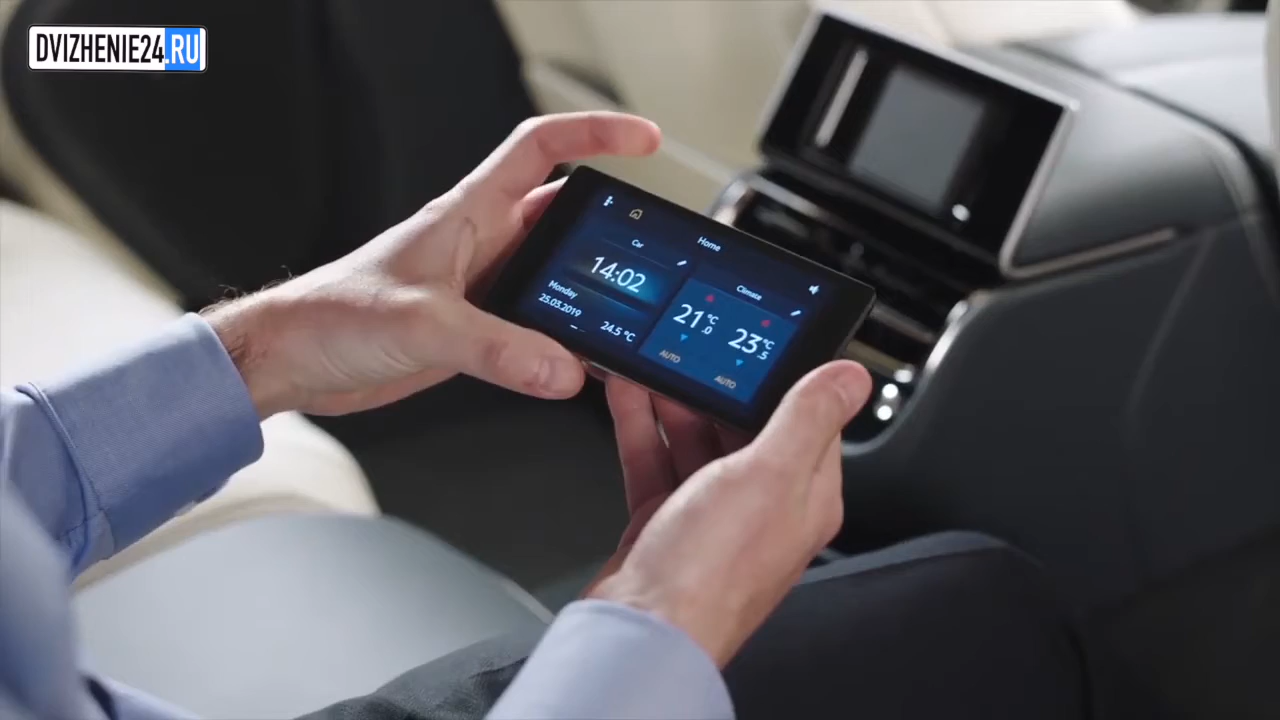 DVIZHENIE24.RU
Home
Car
14:02
Monday
25.03.2019
24.5 °C
Climate
21.0 °C
23.5 °C
AUTO
AUTO